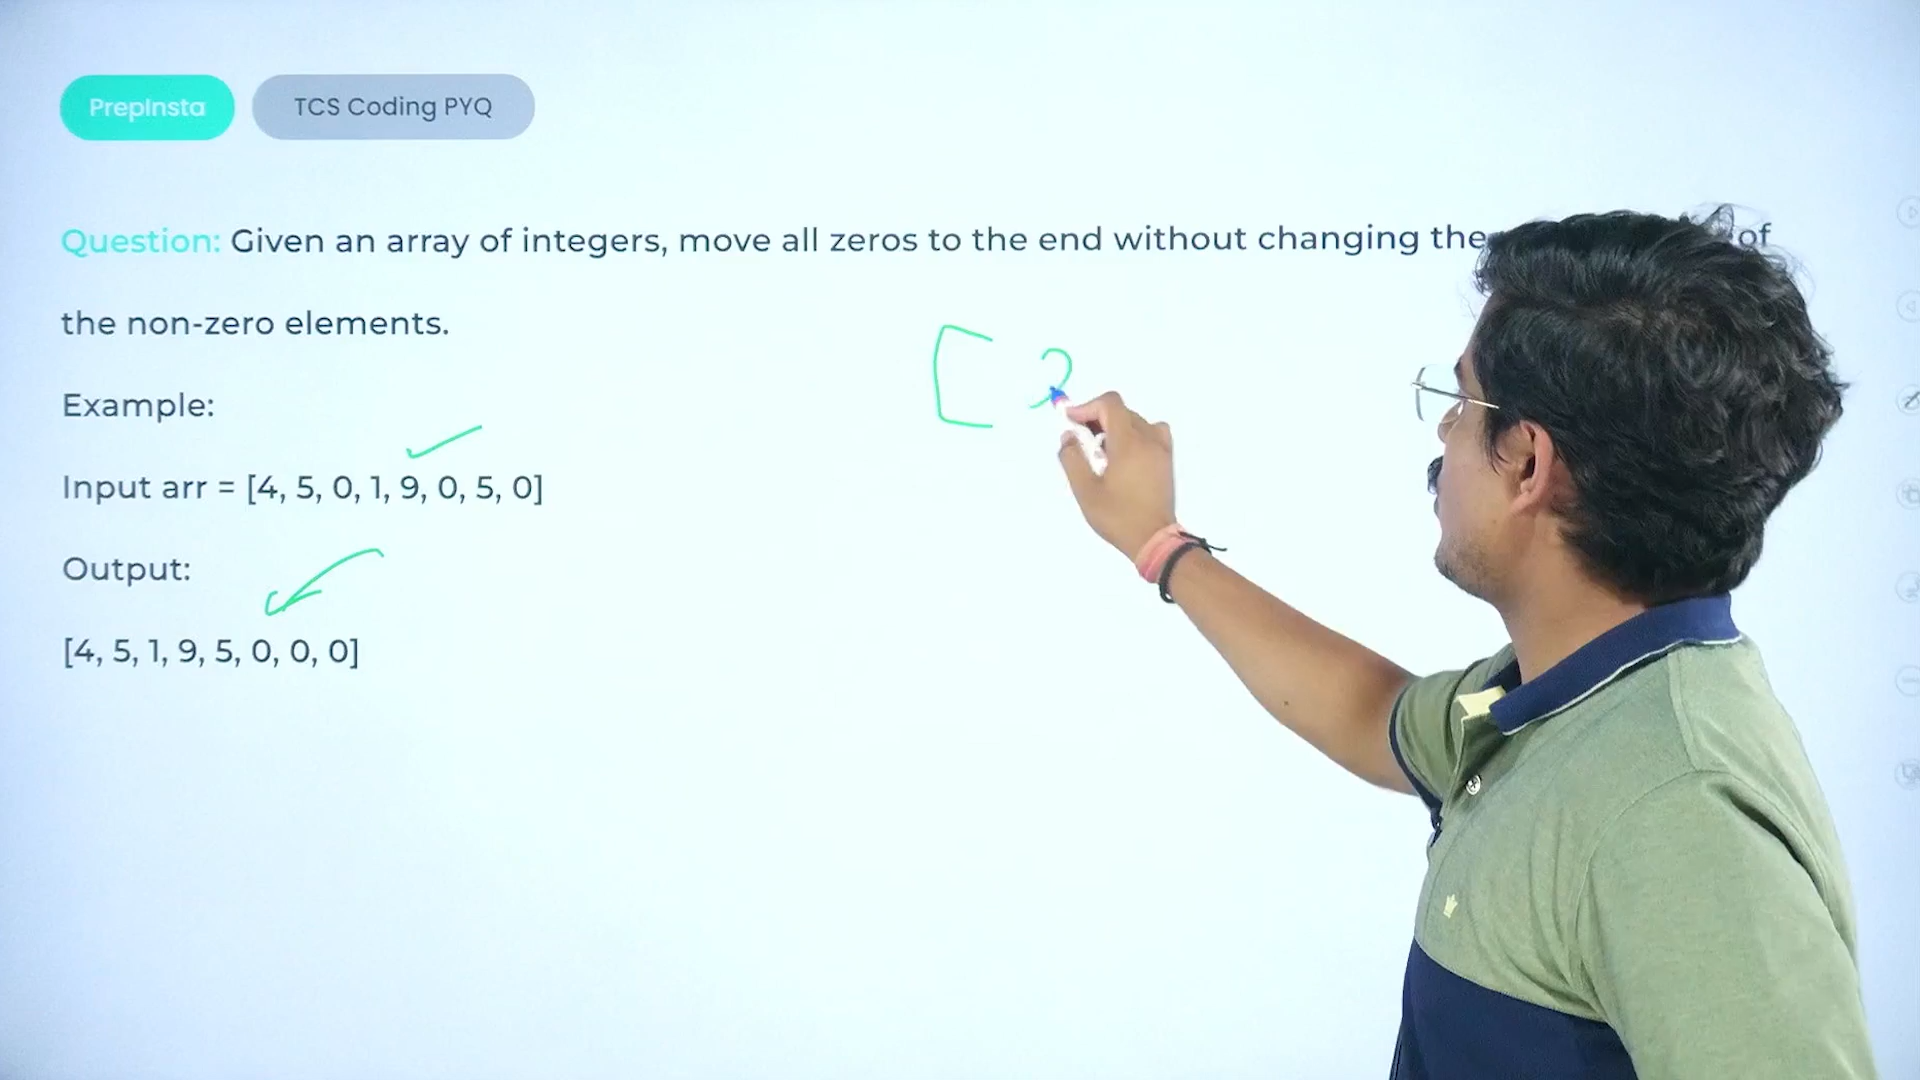 PrepInsta
TCS Coding PYQ
Question: Given an array of integers, move all zeros to the end without changing the of
the non-zero elements.
Example:
Input arr = [4, 5, 0, 1, 9, 0, 5, 0]
Output:
[4, 5, 1, 9, 5, 0, 0, 0]
[